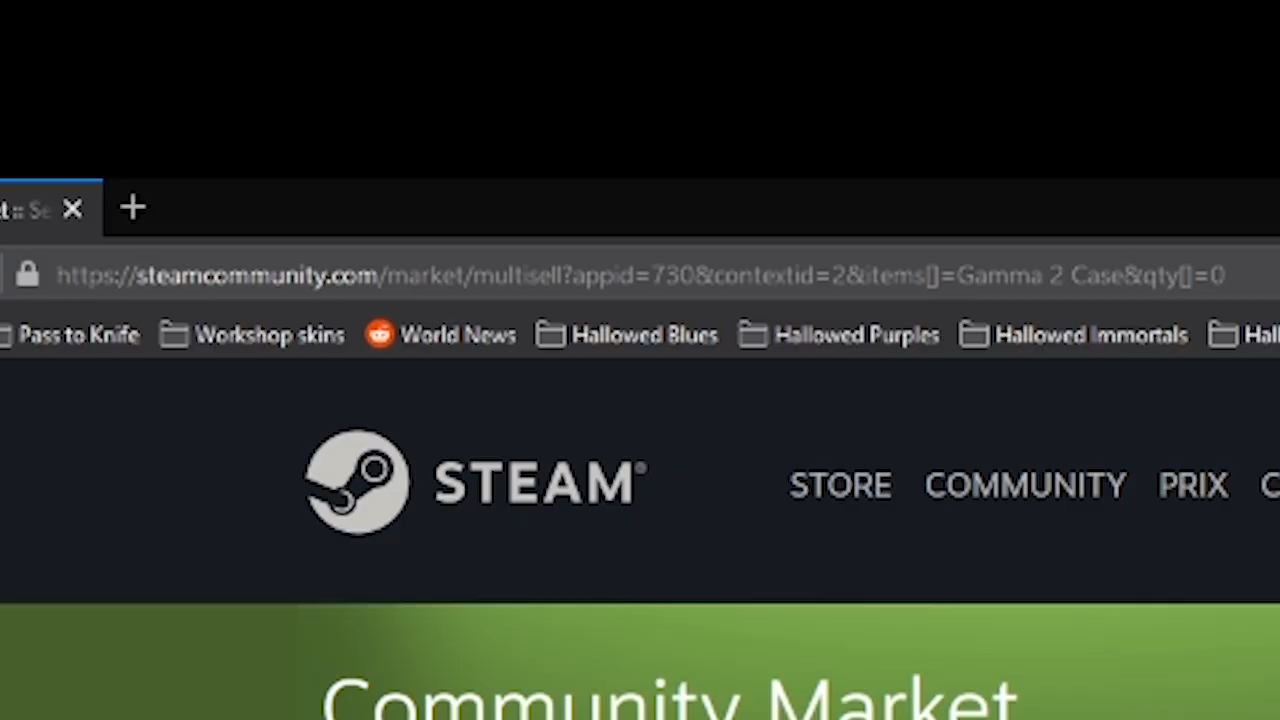 https://steamcommunity.com/market/multisell?appid=730&contextid=2&items[]=Gamma 2 Case&qty[]=0
Pass to Knife Workshop skins World News Hallowed Blues Hallowed Purples Hallowed Immortals
STEAM® STORE COMMUNITY PRIX
Community Market